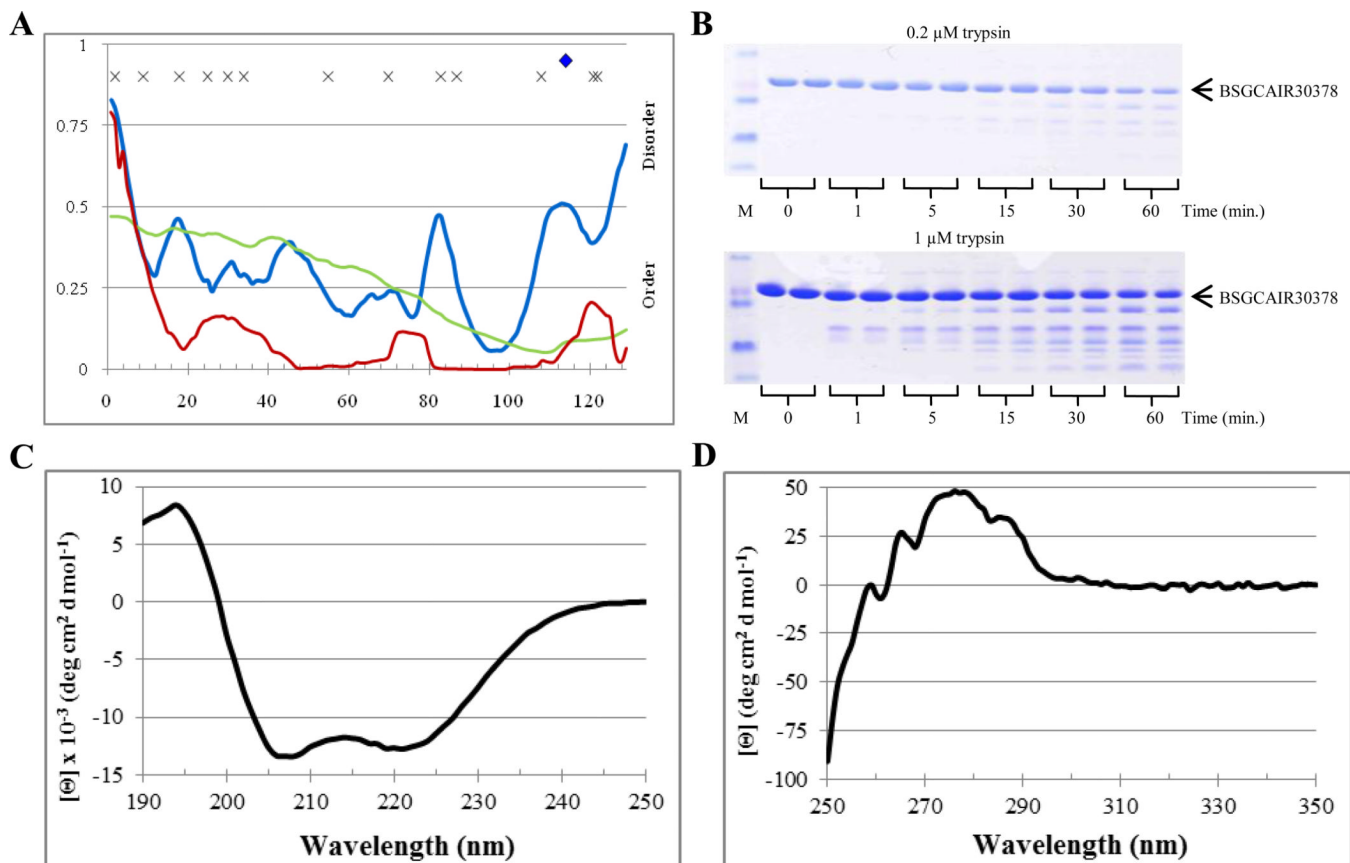 A
1
0.75
0.5
0.25
0
0 20 40 60 80 100 120
Disorder
Order
B
0.2 µM trypsin
BSGCAIR30378
M 0 1 5 15 30 60 Time (min.)
1 µM trypsin
BSGCAIR30378
M 0 1 5 15 30 60 Time (min.)
C
10
5
0
-5
-10
-15
190 200 210 220 230 240 250
[Θ] x 10⁻³ (deg cm² d mol⁻¹)
Wavelength (nm)
D
50
25
0
-25
-50
-75
-100
250 270 290 310 330 350
[Θ] (deg cm² d mol⁻¹)
Wavelength (nm)